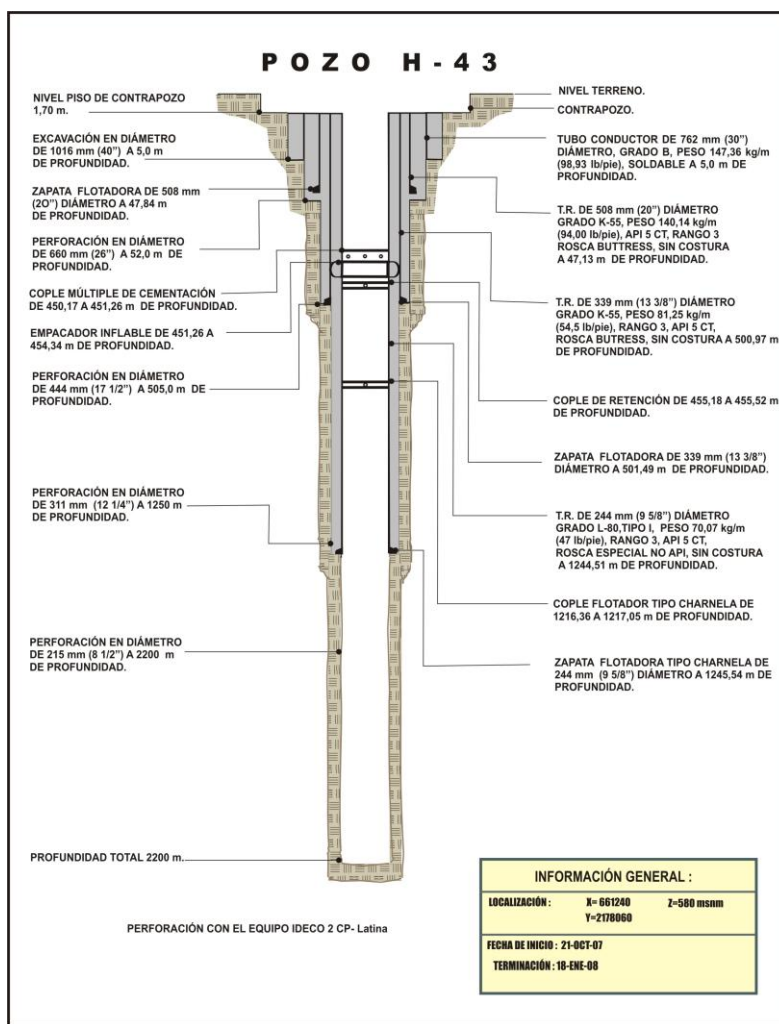 POZO H-43
NIVEL PISO DE CONTRAPOZO
1,70 m.
EXCAVACIÓN EN DIÁMETRO
DE 1016 mm (40") A 5,0 m
DE PROFUNDIDAD.
ZAPATA FLOTADORA DE 508 mm
(2O") DIÁMETRO A 47,84 m
DE PROFUNDIDAD.
PERFORACIÓN EN DIÁMETRO
DE 660 mm (26") A 52,0 m DE
PROFUNDIDAD.
COPLE MÚLTIPLE DE CEMENTACIÓN
DE 450,17 A 451,26 m DE PROFUNDIDAD.
EMPACADOR INFLABLE DE 451,26 A
454,34 m DE PROFUNDIDAD.
PERFORACIÓN EN DIÁMETRO
DE 444 mm (17 1/2") A 505,0 m DE
PROFUNDIDAD.
PERFORACIÓN EN DIÁMETRO
DE 311 mm (12 1/4") A 1250 m
DE PROFUNDIDAD.
PERFORACIÓN EN DIÁMETRO
DE 215 mm (8 1/2") A 2200 m
DE PROFUNDIDAD.
PROFUNDIDAD TOTAL 2200 m.
NIVEL TERRENO.
CONTRAPOZO.
TUBO CONDUCTOR DE 762 mm (30")
DIÁMETRO, GRADO B, PESO 147,36 kg/m
(98,93 lb/pie), SOLDABLE A 5,0 m DE
PROFUNDIDAD.
T.R. DE 508 mm (20") DIÁMETRO
GRADO K-55, PESO 140,14 kg/m
(94,00 lb/pie), API 5 CT, RANGO 3
ROSCA BUTTRESS, SIN COSTURA
A 47,13 m DE PROFUNDIDAD.
T.R. DE 339 mm (13 3/8") DIÁMETRO
GRADO K-55, PESO 81,25 kg/m
(54,5 lb/pie), RANGO 3, API 5 CT,
ROSCA BUTRESS, SIN COSTURA A 500,97 m
DE PROFUNDIDAD.
COPLE DE RETENCIÓN DE 455,18 A 455,52 m
DE PROFUNDIDAD.
ZAPATA FLOTADORA DE 339 mm (13 3/8")
DIÁMETRO A 501,49 m DE PROFUNDIDAD.
T.R. DE 244 mm (9 5/8") DIÁMETRO
GRADO L-80,TIPO I, PESO 70,07 kg/m
(47 lb/pie), RANGO 3, API 5 CT,
ROSCA ESPECIAL NO API, SIN COSTURA
A 1244,51 m DE PROFUNDIDAD.
COPLE FLOTADOR TIPO CHARNELA DE
1216,36 A 1217,05 m DE PROFUNDIDAD.
ZAPATA FLOTADORA TIPO CHARNELA DE
244 mm (9 5/8") DIÁMETRO A 1245,54 m DE
PROFUNDIDAD.
PERFORACIÓN CON EL EQUIPO IDECO 2 CP- Latina
INFORMACIÓN GENERAL :
LOCALIZACIÓN : X= 661240 Z=580 msnm
Y=2178060
FECHA DE INICIO : 21-OCT-07
TERMINACIÓN : 18-ENE-08